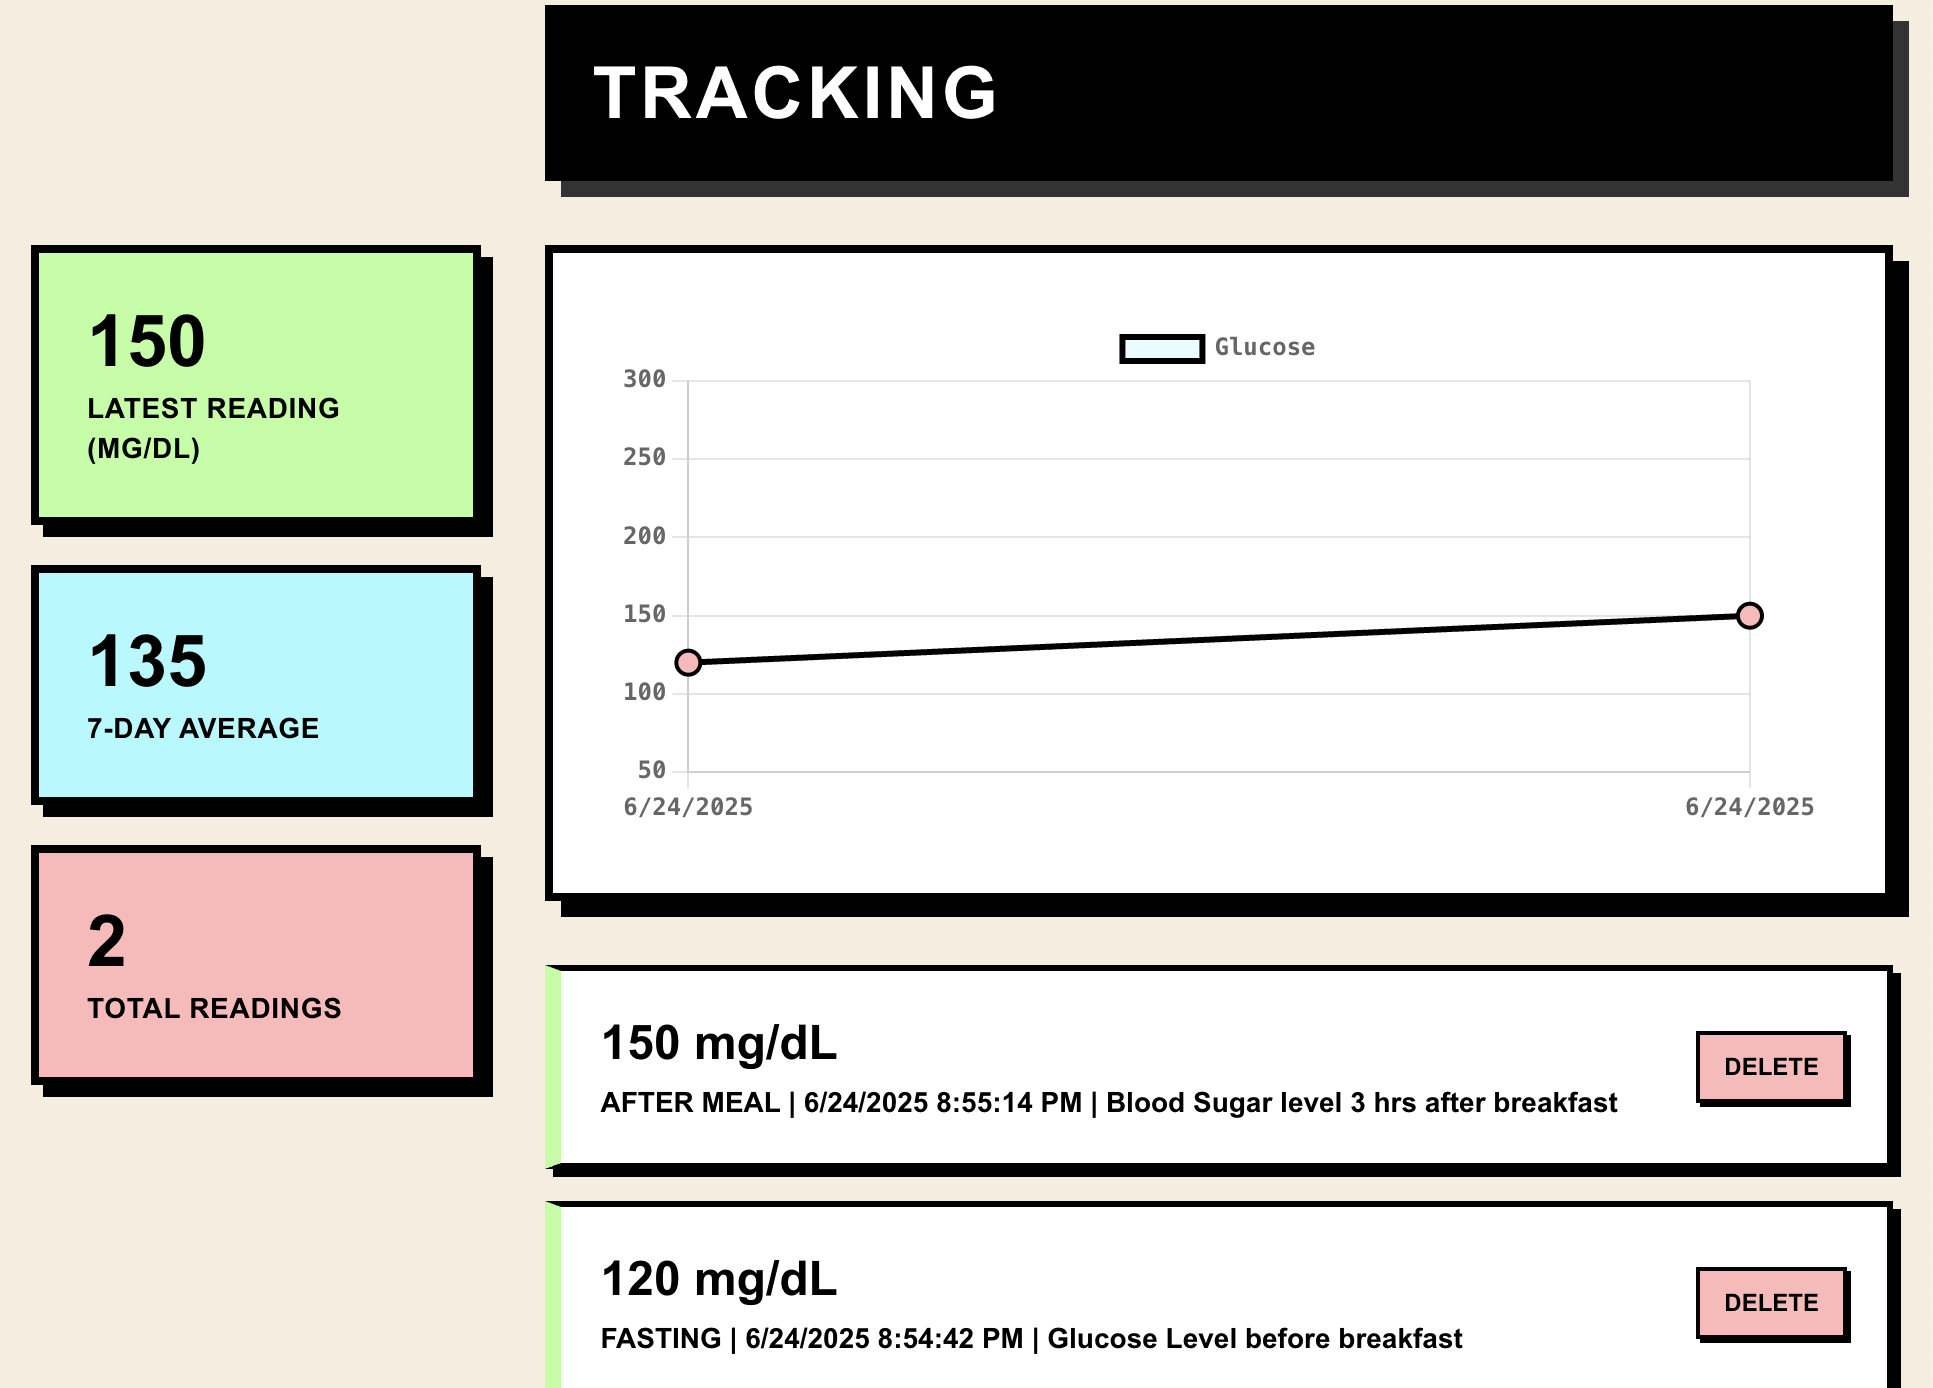 TRACKING
150
LATEST READING
(MG/DL)
135
7-DAY AVERAGE
2
TOTAL READINGS
Glucose
300
250
200
150
100
50
6/24/2025
6/24/2025
150 mg/dL
AFTER MEAL | 6/24/2025 8:55:14 PM | Blood Sugar level 3 hrs after breakfast
DELETE
120 mg/dL
FASTING | 6/24/2025 8:54:42 PM | Glucose Level before breakfast
DELETE